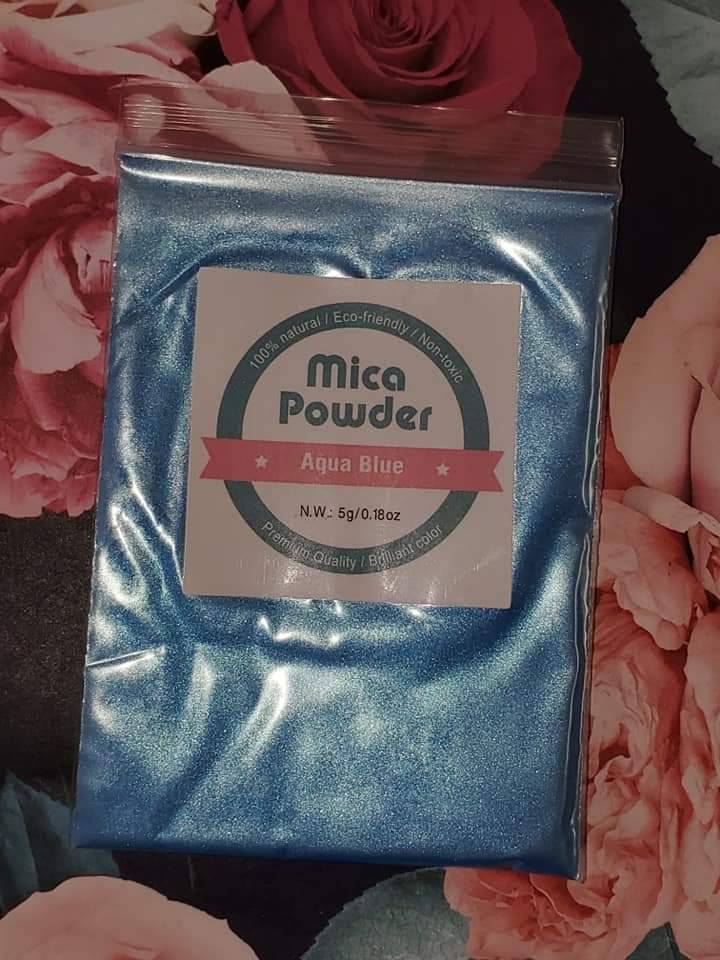 100% natural / Eco-friendly / Non-toxic
Mica
Powder
Aqua Blue
N.W.: 5g/0.18oz
Premium Quality / Brilliant color